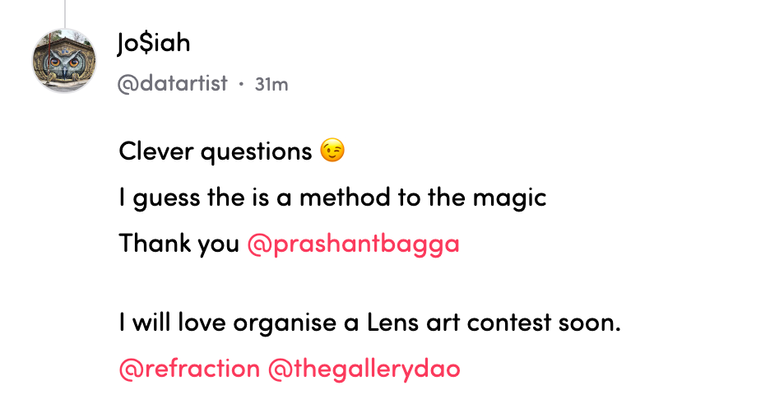 Jo$iah
@datartist · 31m
Clever questions 😉
I guess the is a method to the magic
Thank you @prashantbagga
I will love organise a Lens art contest soon.
@refraction @thegallerydao